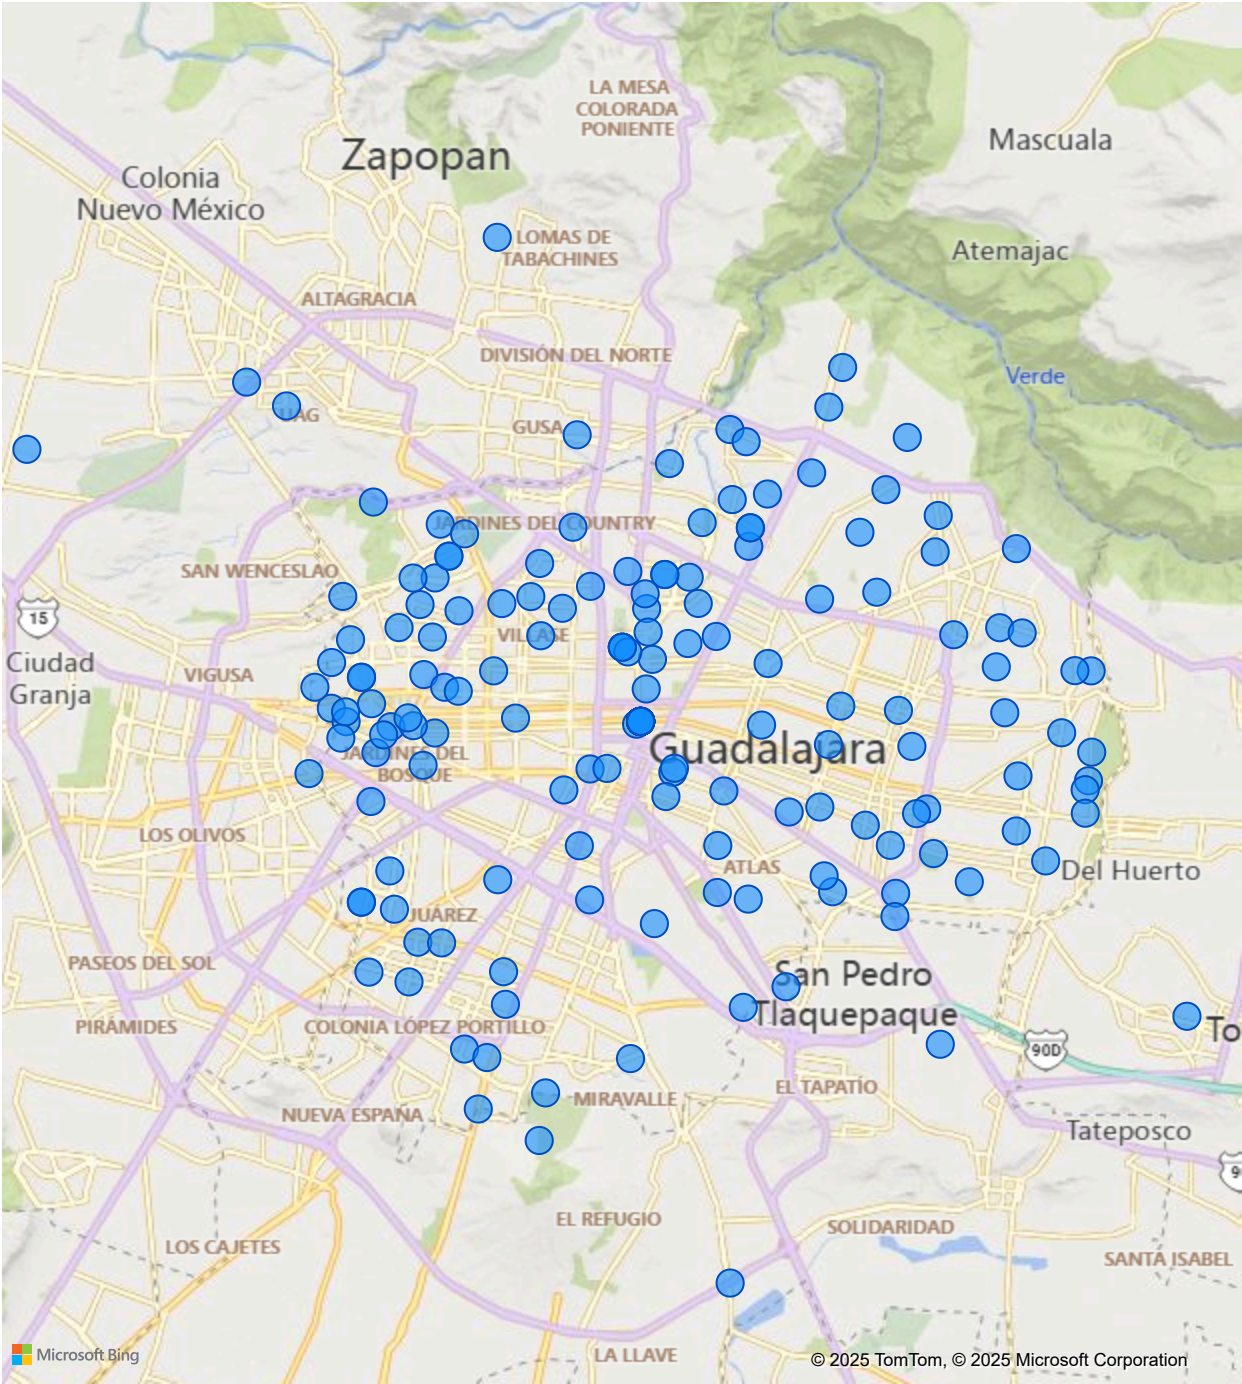 LA MESA
COLORADA
PONIENTE
Mascuala
Zapopan
Colonia
Nuevo México
LOMAS DE
TABACHINES
Atemajac
ALTAGRACIA
DIVISIÓN DEL NORTE
Verde
UAG
GUSA
JARDINES DEL COUNTRY
SAN WENCESLAO
15
VILLASE
Ciudad
Granja
VIGUSA
Guadalajara
JARDINES DEL
BOSQUE
LOS OLIVOS
ATLAS
Del Huerto
JUÁREZ
PASEOS DEL SOL
San Pedro
Tlaquepaque
PIRÁMIDES
COLONIA LÓPEZ PORTILLO
To
90D
EL TAPATÍO
MIRAVALLE
NUEVA ESPAÑA
Tateposco
9
EL REFUGIO
SOLIDARIDAD
LOS CAJETES
SANTA ISABEL
LA LLAVE
Microsoft Bing
© 2025 TomTom, © 2025 Microsoft Corporation